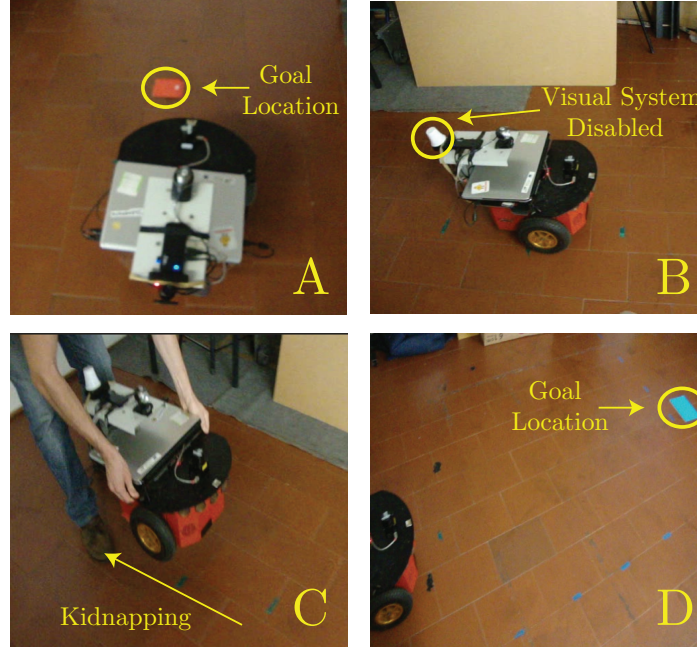 Goal
Location
A
Visual System
Disabled
B
Kidnapping
C
Goal
Location
D